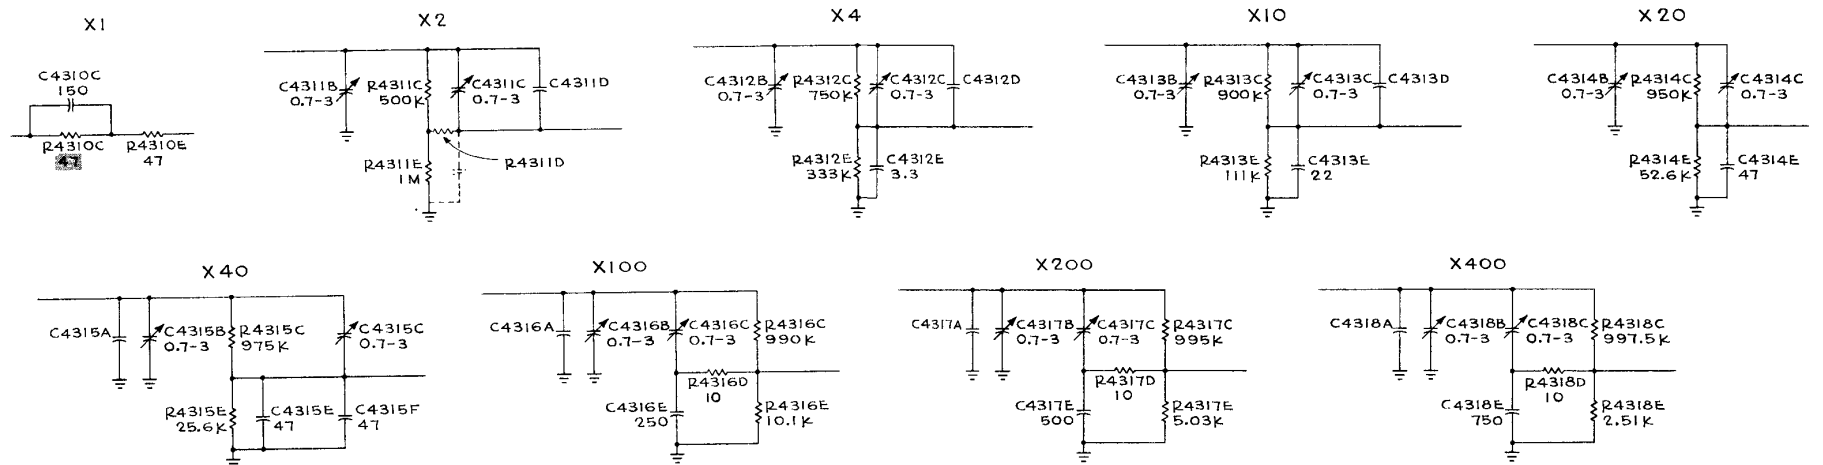 X1
C4310C
150
R4310C
47
R4310E
47
X2
C4311B
0.7-3
R4311C
500K
C4311C
0.7-3
C4311D
R4311E
1M
R4311D
X4
C4312B
0.7-3
R4312C
750K
C4312C
0.7-3
C4312D
R4312E
333K
C4312E
3.3
X10
C4313B
0.7-3
R4313C
900K
C4313C
0.7-3
C4313D
R4313E
111K
C4313E
22
X20
C4314B
0.7-3
R4314C
950K
C4314C
0.7-3
R4314E
52.6K
C4314E
47
X40
C4315A
C4315B
0.7-3
R4315C
975K
C4315C
0.7-3
R4315E
25.6K
C4315E
47
C4315F
47
X100
C4316A
C4316B
0.7-3
C4316C
0.7-3
R4316C
990K
R4316D
10
C4316E
250
R4316E
10.1K
X200
C4317A
C4317B
0.7-3
C4317C
0.7-3
R4317C
995K
R4317D
10
C4317E
500
R4317E
5.03K
X400
C4318A
C4318B
0.7-3
C4318C
0.7-3
R4318C
997.5K
R4318D
10
C4318E
750
R4318E
2.51K